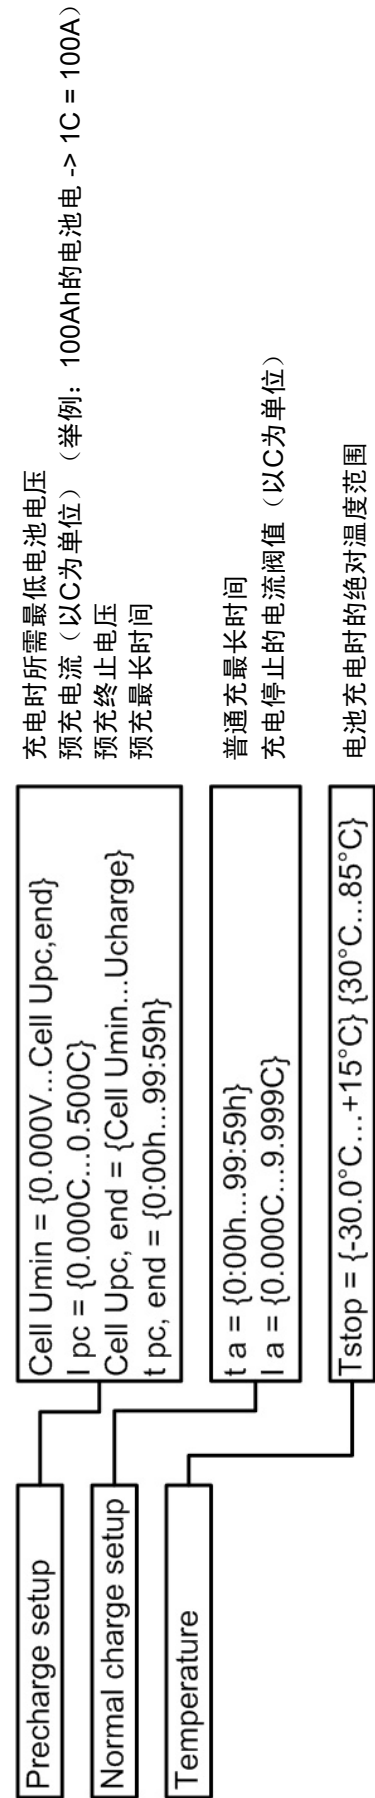 Precharge setup
Cell Umin = {0.000V...Cell Upc,end}
充电时所需最低电池电压
I pc = {0.000C...0.500C}
预充电流（以C为单位）（举例：100Ah的电池电 -> 1C = 100A）
Cell Upc, end = {Cell Umin...Ucharge}
预充终止电压
t pc, end = {0:00h...99:59h}
预充最长时间
Normal charge setup
t a = {0:00h...99:59h}
普通充最长时间
I a = {0.000C....9.999C}
充电停止的电流阀值（以C为单位）
Temperature
Tstop = {-30.0°C...+15°C} {30°C...85°C}
电池充电时的绝对温度范围